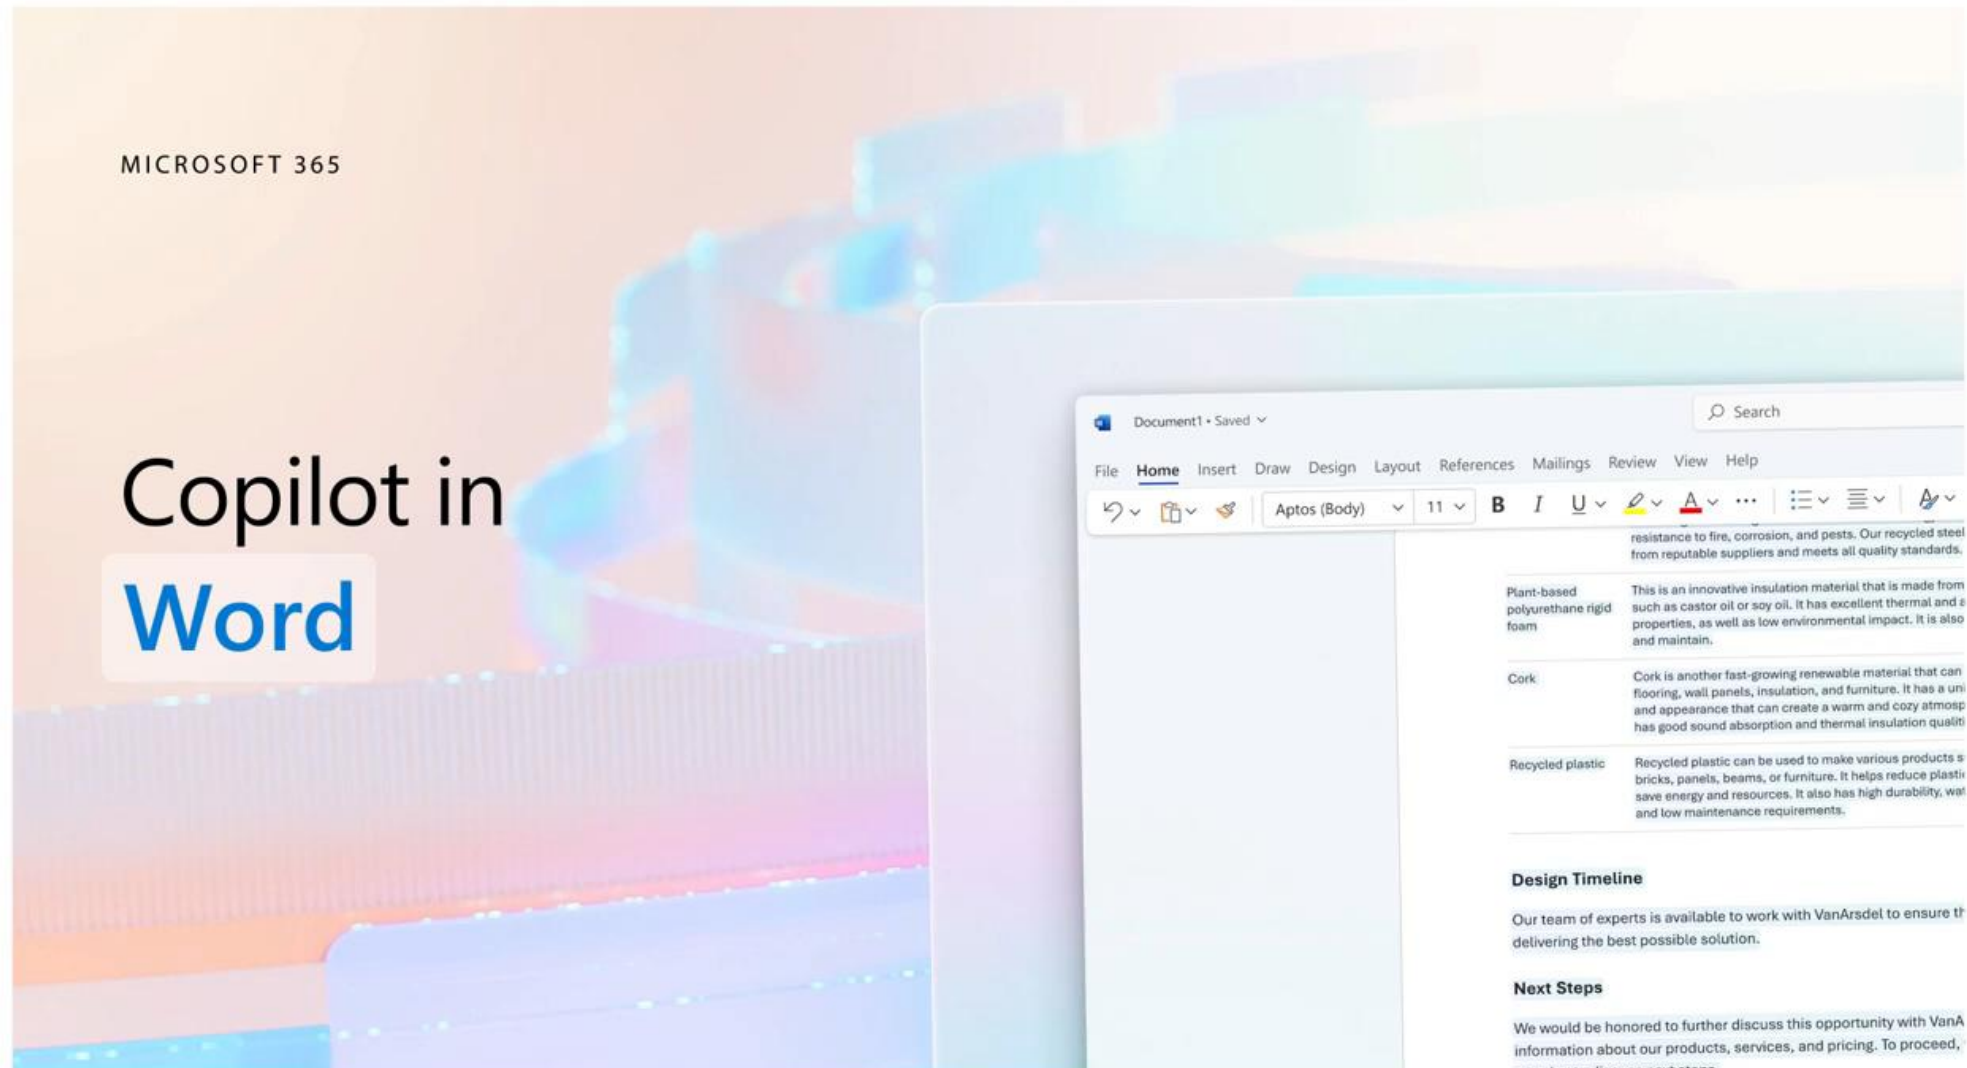 MICROSOFT 365
Copilot in
Word
Document1 • Saved
Search
File Home Insert Draw Design Layout References Mailings Review View Help
Aptos (Body) 11 B I U A
resistance to fire, corrosion, and pests. Our recycled steel
from reputable suppliers and meets all quality standards.
Plant-based
polyurethane rigid
foam
This is an innovative insulation material that is made from
such as castor oil or soy oil. It has excellent thermal and
properties, as well as low environmental impact. It is also
and maintain.
Cork
Cork is another fast-growing renewable material that can
flooring, wall panels, insulation, and furniture. It has a
and appearance that can create a warm and cozy
has good sound absorption and thermal insulation
Recycled plastic
Recycled plastic can be used to make various products
bricks, panels, beams, or furniture. It helps reduce
save energy and resources. It also has high durability,
and low maintenance requirements.
Design Timeline
Our team of experts is available to work with VanArsdel to ensure
delivering the best possible solution.
Next Steps
We would be honored to further discuss this opportunity with
information about our products, services, and pricing. To proceed,